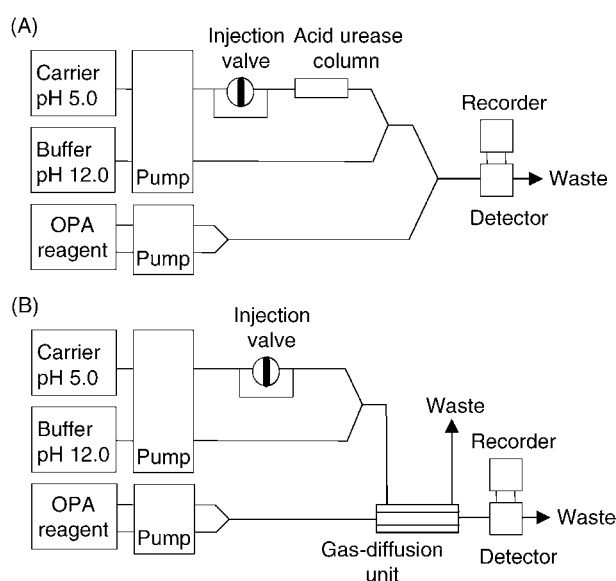 (A)
Carrier
pH 5.0
Injection
valve
Acid urease
column
Buffer
pH 12.0
Pump
Recorder
Waste
Detector
OPA
reagent
Pump
(B)
Carrier
pH 5.0
Injection
valve
Buffer
pH 12.0
Pump
Waste
Recorder
OPA
reagent
Pump
Waste
Gas-diffusion
unit
Detector